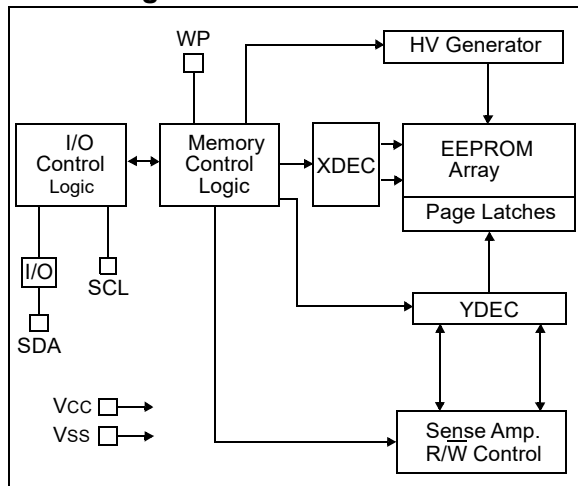 WP
HV Generator
I/O
Control
Logic
Memory
Control
Logic
XDEC
EEPROM
Array
Page Latches
I/O
SCL
SDA
YDEC
VCC
VSS
Sense Amp.
R/W̅ Control